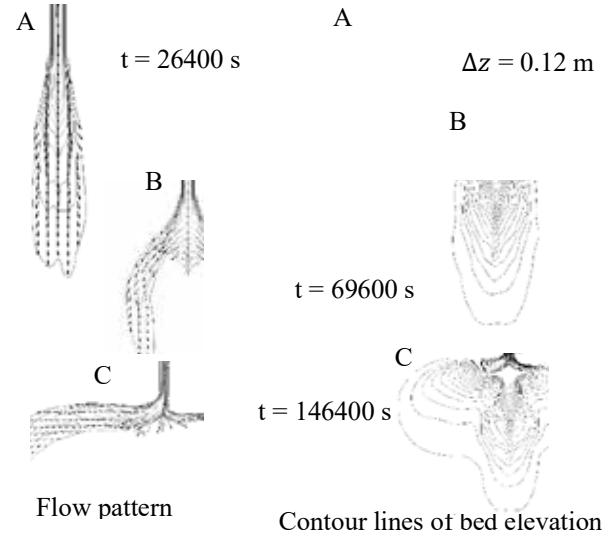 A
A
t = 26400 s
Δz = 0.12 m
B
B
t = 69600 s
C
C
t = 146400 s
Flow pattern
Contour lines of bed elevation